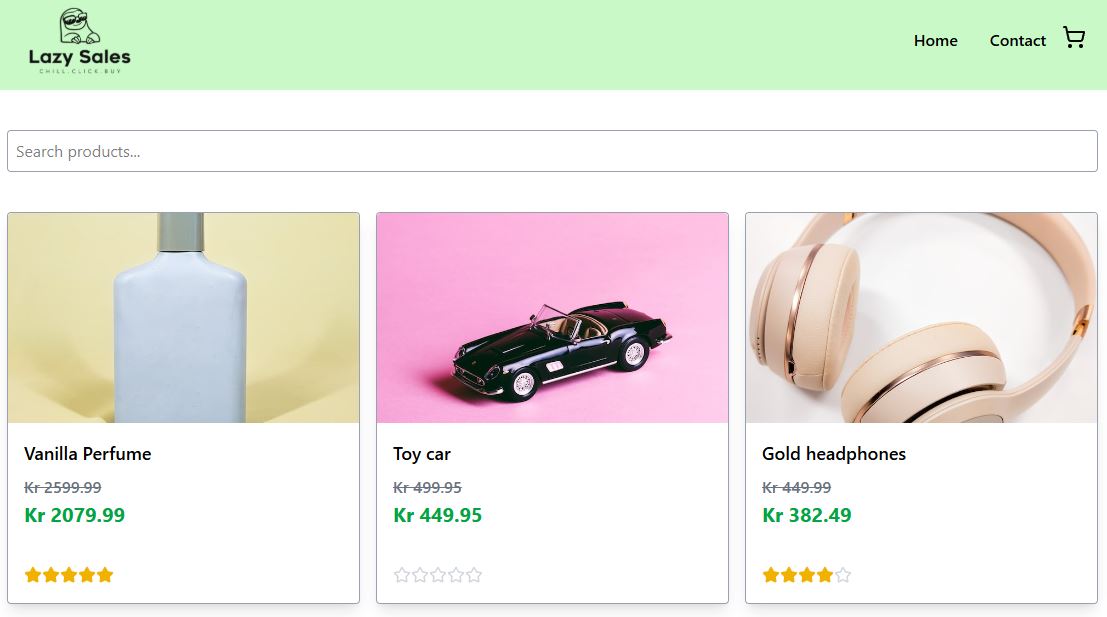 Lazy Sales
CHILL.CLICK.BUY
Home
Contact
Search products...
Vanilla Perfume
Kr 2599.99
Kr 2079.99
Toy car
Kr 499.95
Kr 449.95
Gold headphones
Kr 449.99
Kr 382.49